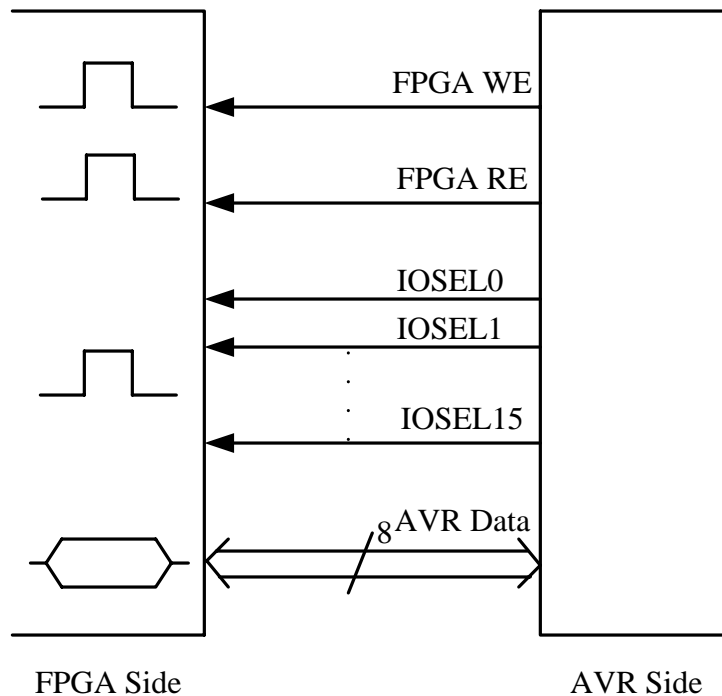 FPGA WE
FPGA RE
IOSEL0
IOSEL1
IOSEL15
8 AVR Data
FPGA Side
AVR Side